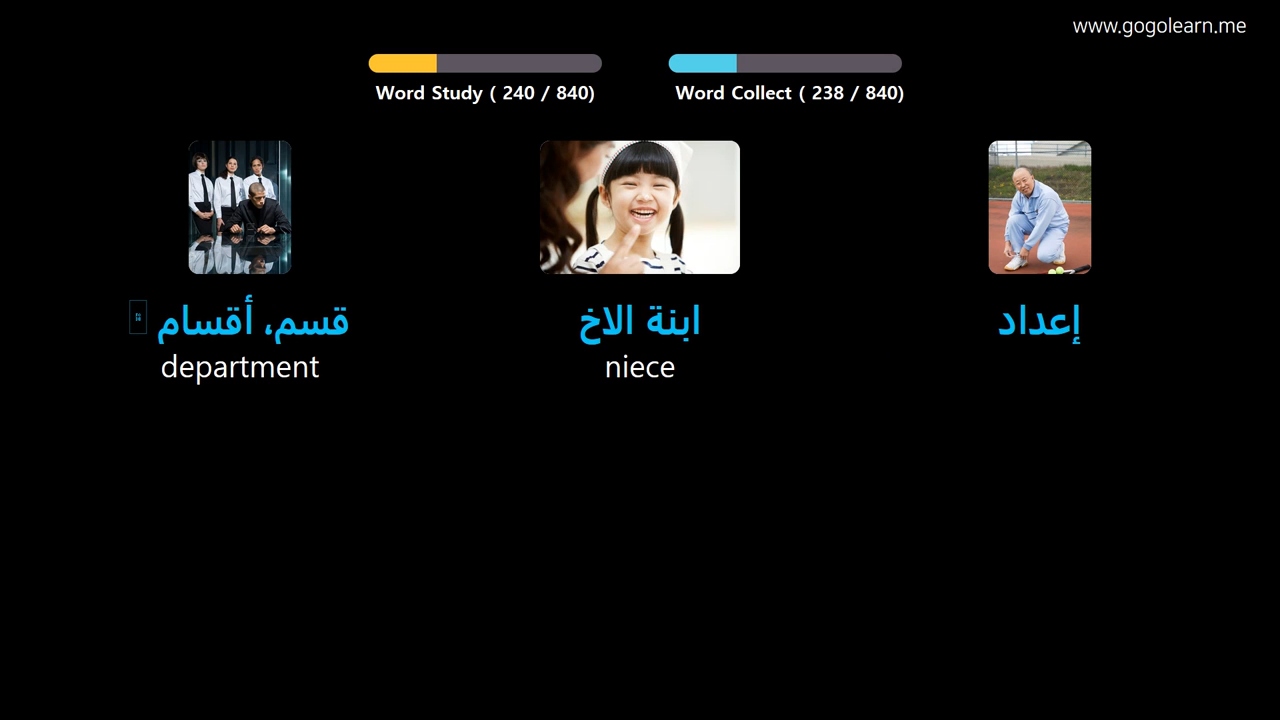 www.gogolearn.me
Word Study ( 240 / 840)
Word Collect ( 238 / 840)
قسم، أقسام
department
ابنة الاخ
niece
إعداد